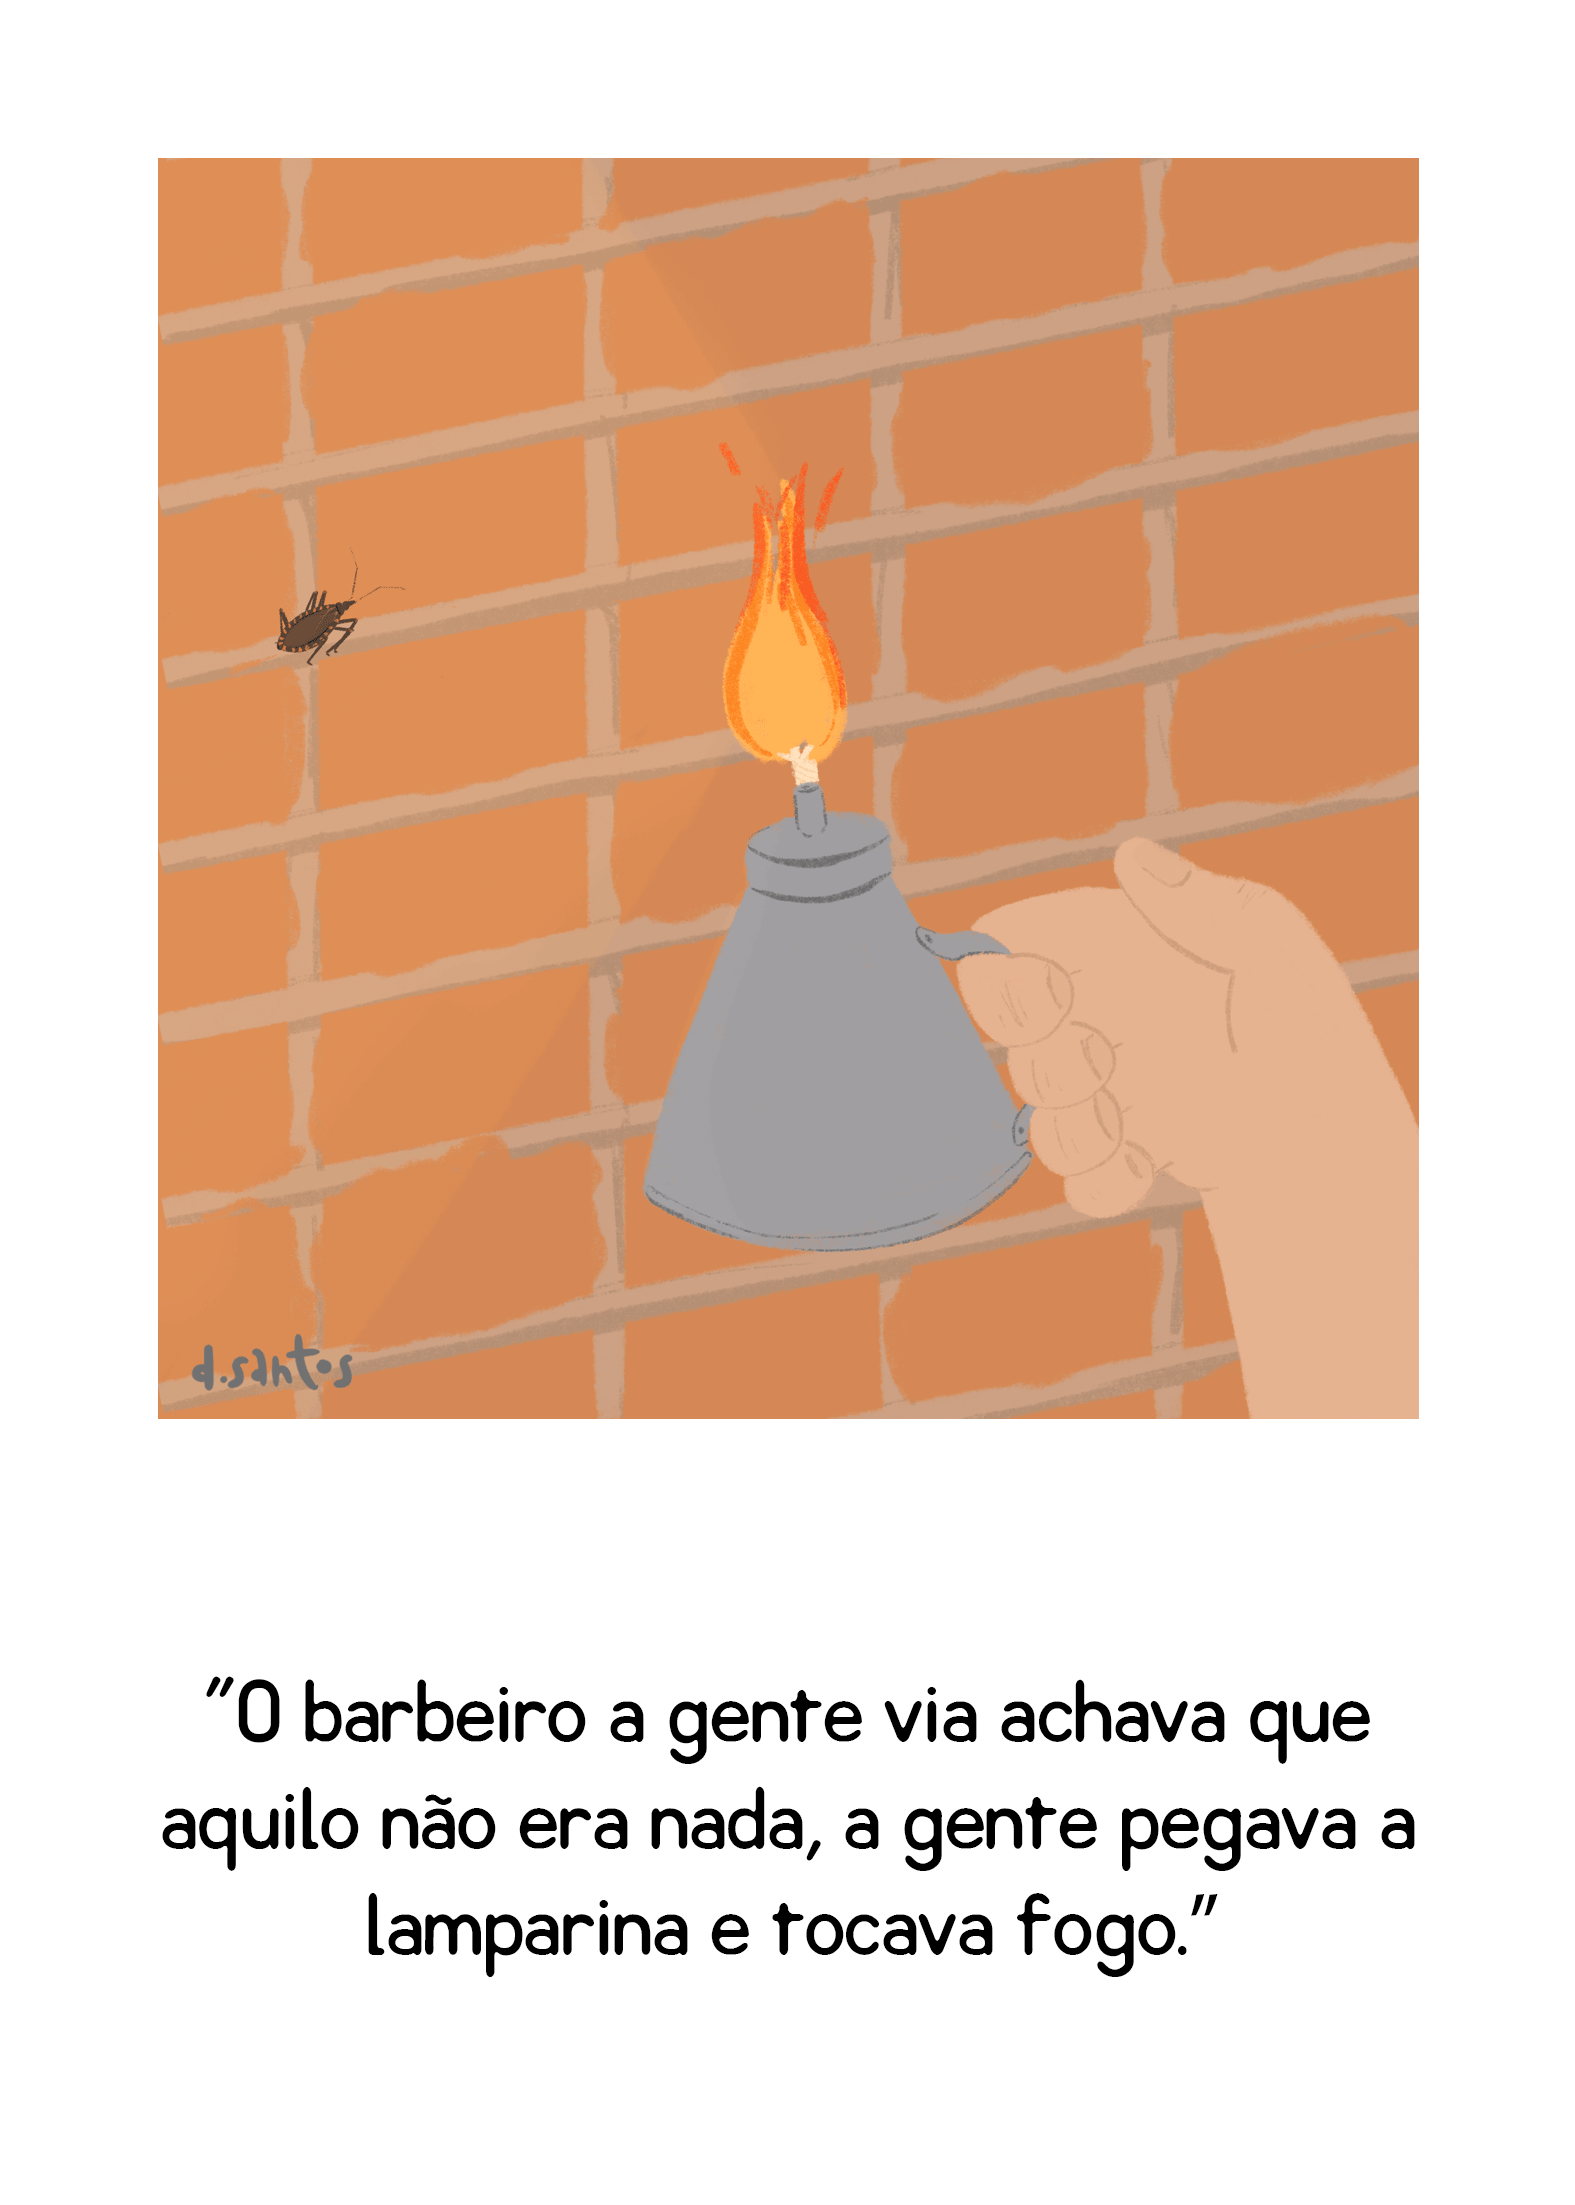 d.santos
"O barbeiro a gente via achava que
aquilo não era nada, a gente pegava a
lamparina e tocava fogo."